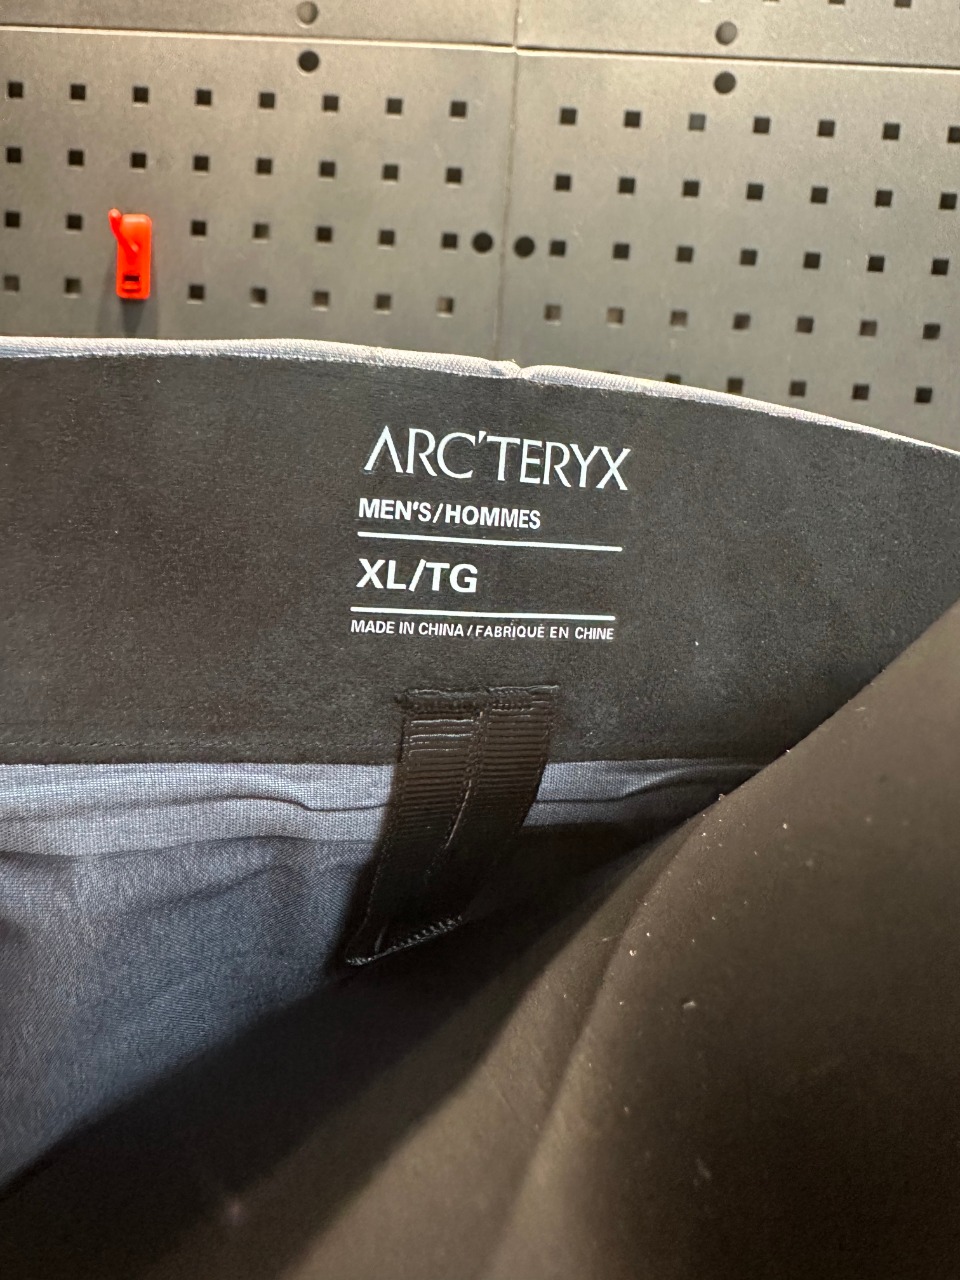 ARC'TERYX
MEN'S/HOMMES
XL/TG
MADE IN CHINA/FABRIQUÉ EN CHINE